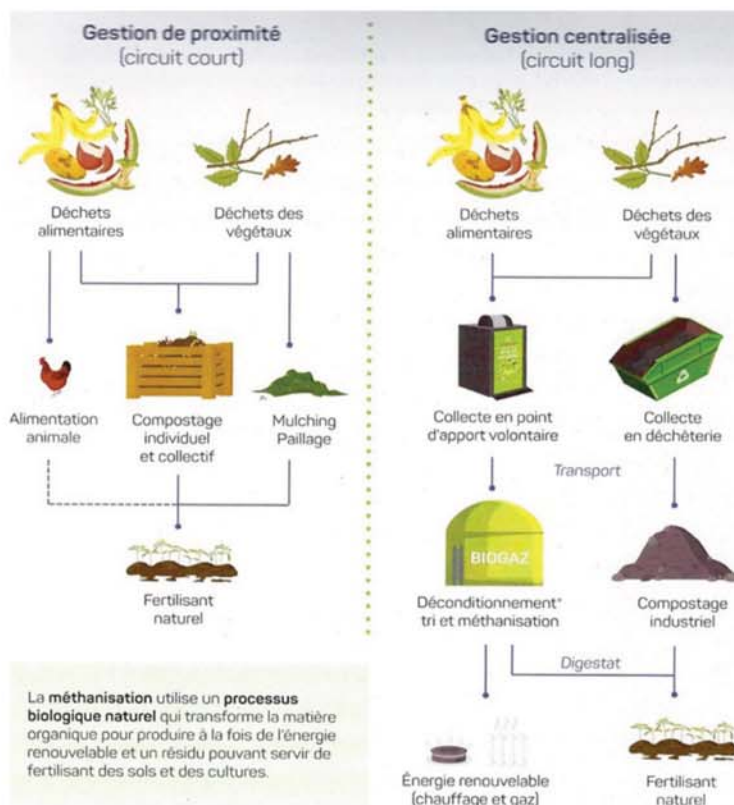 Gestion de proximité
(circuit court)
Déchets
alimentaires
Déchets des
végétaux
Alimentation
animale
Compostage
individuel
et collectif
Mulching
Paillage
Fertilisant
naturel
La méthanisation utilise un processus
biologique naturel qui transforme la matière
organique pour produire à la fois de l'énergie
renouvelable et un résidu pouvant servir de
fertilisant des sols et des cultures.
Gestion centralisée
(circuit long)
Déchets
alimentaires
Déchets des
végétaux
Collecte en point
d'apport volontaire
Collecte
en déchèterie
Transport
BIOGAZ
Déconditionnement*
tri et méthanisation
Compostage
industriel
Digestat
Énergie renouvelable
(chauffage et gaz)
Fertilisant
naturel